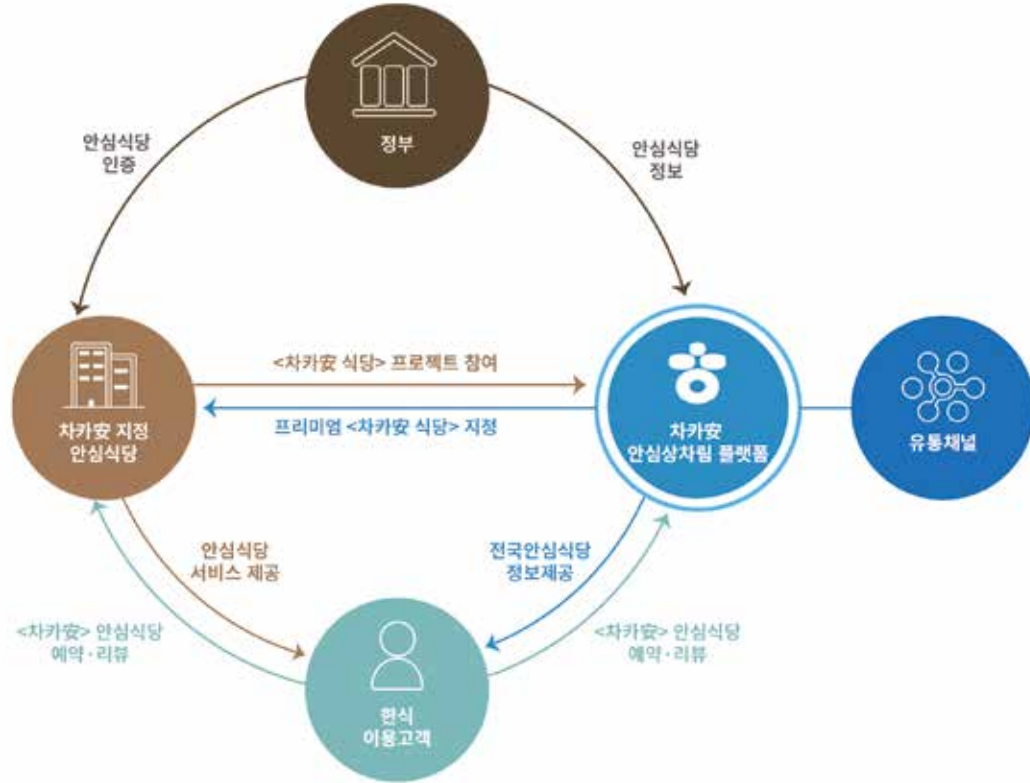 정부
안심식당
인증
안심식당
정보
<차카安 식당> 프로젝트 참여
프리미엄 <차카安 식당> 지정
차카安 지정
안심식당
차카安
안심상차림 플랫폼
유통채널
안심식당
서비스 제공
전국안심식당
정보제공
<차카安> 안심식당
예약·리뷰
<차카安> 안심식당
예약·리뷰
한식
이용고객